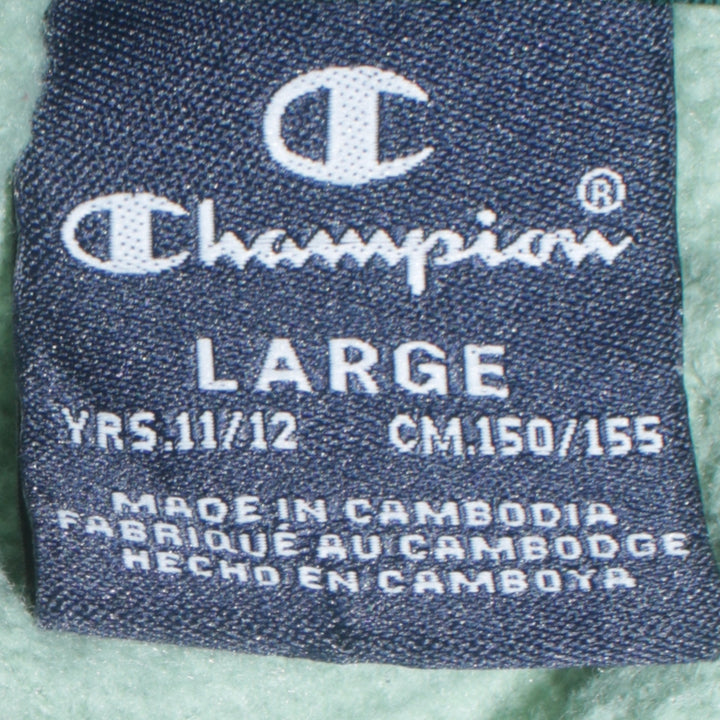 Champion®
LARGE
YRS.11/12 CM.150/155
MADE IN CAMBODIA
FABRIQUÉ AU CAMBODGE
HECHO EN CAMBOYA